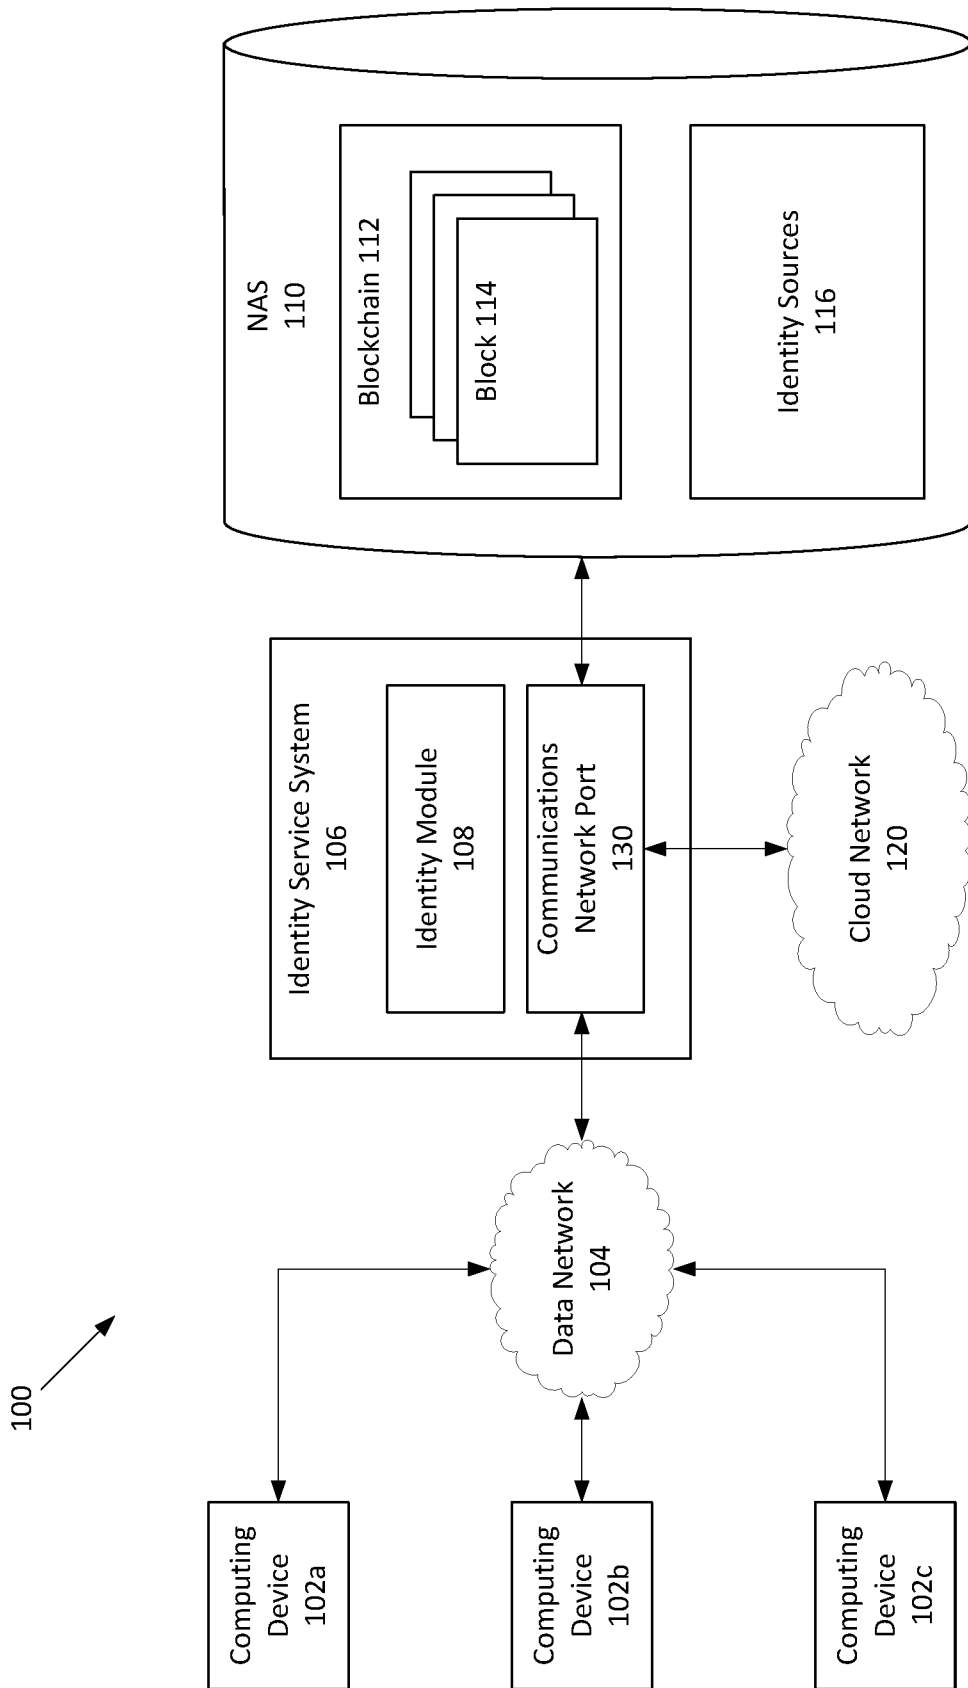 100
Computing
Device
102a
Computing
Device
102b
Computing
Device
102c
Data Network
104
Identity Service System
106
Identity Module
108
Communications
Network Port
130
Cloud Network
120
NAS
110
Blockchain 112
Block 114
Identity Sources
116